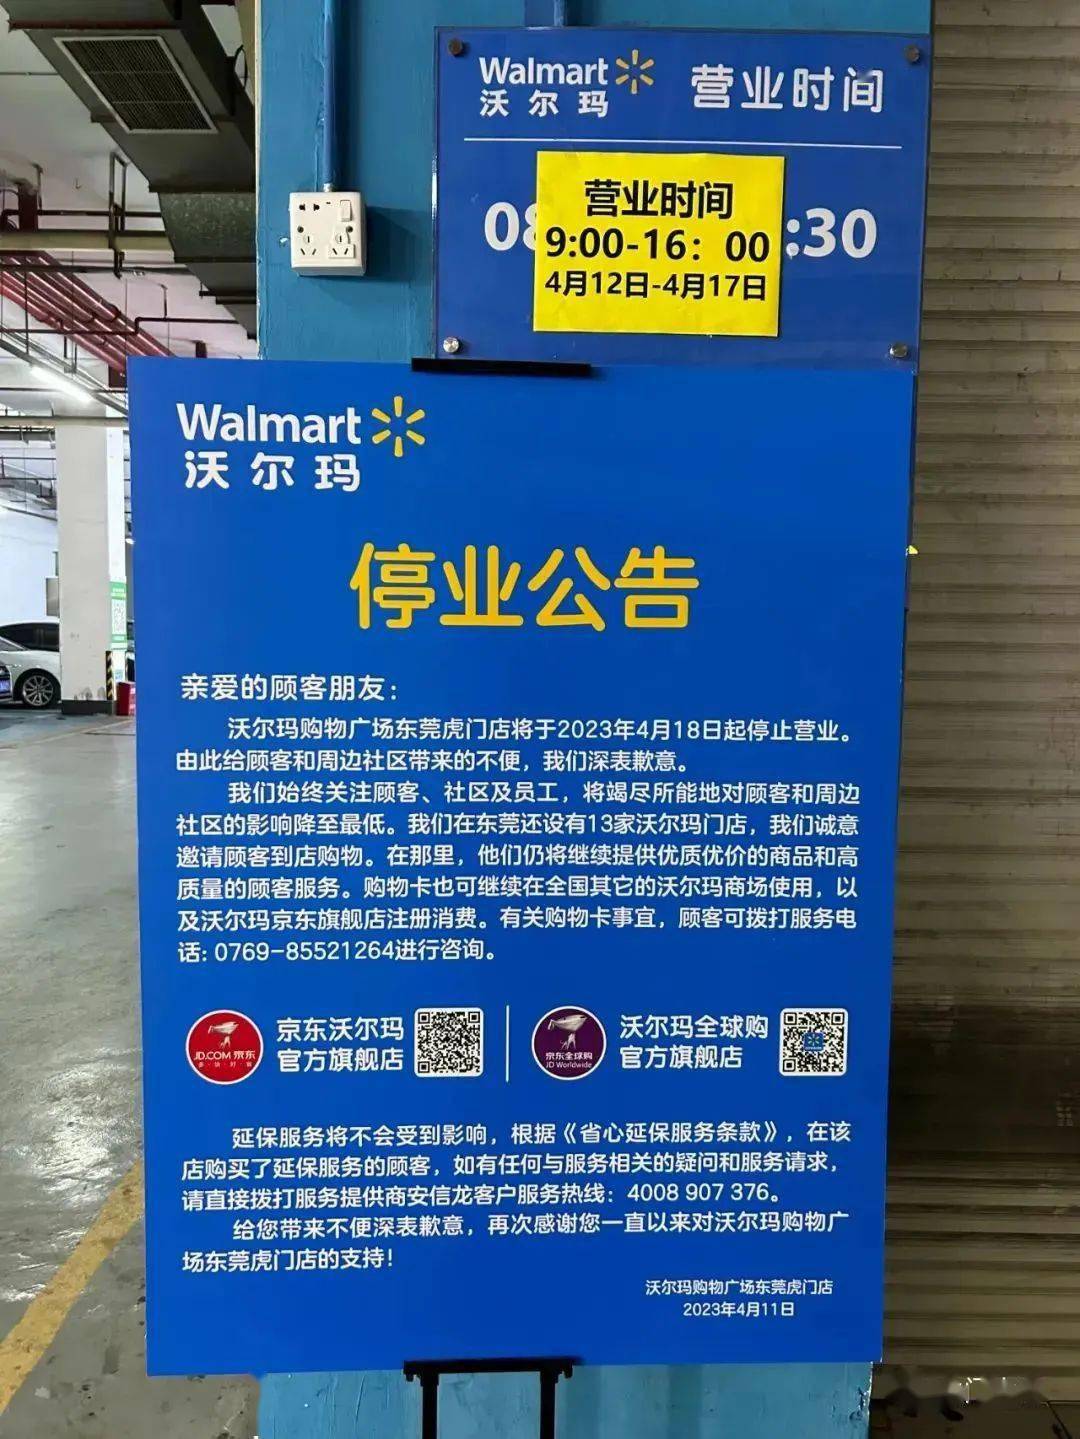 Walmart
沃尔玛
营业时间
08
:30
营业时间
9:00-16：00
4月12日-4月17日
Walmart
沃尔玛
停业公告
亲爱的顾客朋友：
沃尔玛购物广场东莞虎门店将于2023年4月18日起停止营业。
由此给顾客和周边社区带来的不便，我们深表歉意。
我们始终关注顾客、社区及员工，将竭尽所能地对顾客和周边
社区的影响降至最低。我们在东莞还设有13家沃尔玛门店，我们诚意
邀请顾客到店购物。在那里，他们仍将继续提供优质优价的商品和高
质量的顾客服务。购物卡也可继续在全国其它的沃尔玛商场使用，以
及沃尔玛京东旗舰店注册消费。有关购物卡事宜，顾客可拨打服务电
话: 0769-85521264进行咨询。
JD.COM 京东
多·快·好·省
京东沃尔玛
官方旗舰店
京东全球购
JD Worldwide
沃尔玛全球购
官方旗舰店
延保服务将不会受到影响，根据《省心延保服务条款》，在该
店购买了延保服务的顾客，如有任何与服务相关的疑问和服务请求，
请直接拨打服务提供商安信龙客户服务热线：4008 907 376。
给您带来不便深表歉意，再次感谢您一直以来对沃尔玛购物广
场东莞虎门店的支持！
沃尔玛购物广场东莞虎门店
2023年4月11日